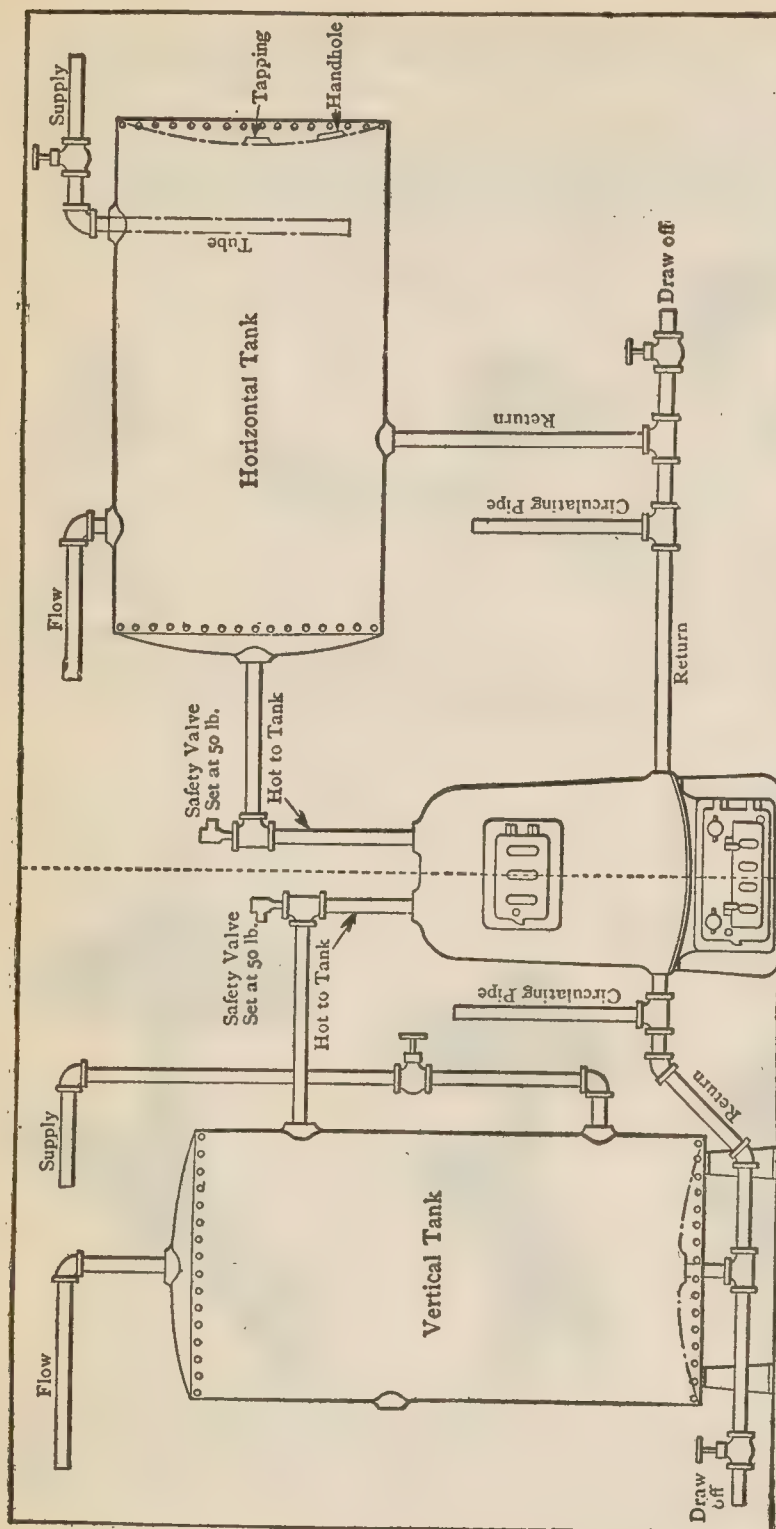 Flow
Supply
Safety Valve
Set at 50 lb.
Hot to Tank
Vertical Tank
Circulating Pipe
Return
Draw
off
Flow
Supply
Safety Valve
Set at 50 lb.
Hot to Tank
Horizontal Tank
Tube
Tapping
Handhole
Circulating Pipe
Return
Return
Draw off